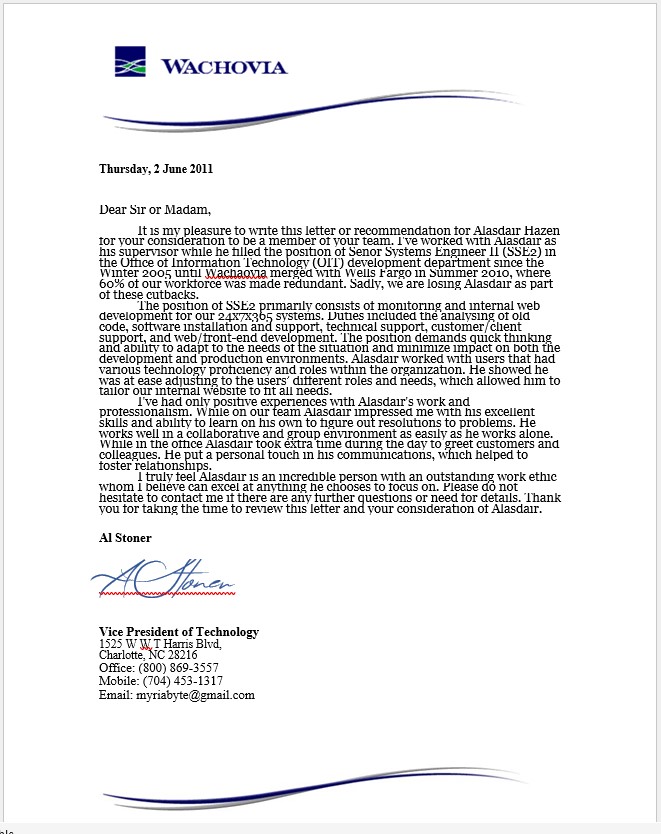 WACHOVIA
Thursday, 2 June 2011
Dear Sir or Madam,
It is my pleasure to write this letter or recommendation for Alasdair Hazen
for your consideration to be a member of your team. I've worked with Alasdair as
his supervisor while he filled the position of Senor Systems Engineer II (SSE2) in
the Office of Information Technology (OIT) development department since the
Winter 2005 until Wachaovia merged with Wells Fargo in Summer 2010, where
60% of our workforce was made redundant. Sadly, we are losing Alasdair as part
of these cutbacks.
The position of SSE2 primarily consists of monitoring and internal web
development for our 24x7x365 systems. Duties included the analysing of old
code, software installation and support, technical support, customer/client
support, and web/front-end development. The position demands quick thinking
and ability to adapt to the needs of the situation and minimize impact on both the
development and production environments. Alasdair worked with users that had
various technology proficiency and roles within the organization. He showed he
was at ease adjusting to the users' different roles and needs, which allowed him to
tailor our internal website to fit all needs.
I've had only positive experiences with Alasdair's work and
professionalism. While on our team Alasdair impressed me with his excellent
skills and ability to learn on his own to figure out resolutions to problems. He
works well in a collaborative and group environment as easily as he works alone.
While in the office Alasdair took extra time during the day to greet customers and
colleagues. He put a personal touch in his communications, which helped to
foster relationships.
I truly feel Alasdair is an incredible person with an outstanding work ethic
whom I believe can excel at anything he chooses to focus on. Please do not
hesitate to contact me if there are any further questions or need for details. Thank
you for taking the time to review this letter and your consideration of Alasdair.
Al Stoner
A Stoner
Vice President of Technology
1525 W W.T Harris Blvd,
Charlotte, NC 28216
Office: (800) 869-3557
Mobile: (704) 453-1317
Email: myriabyte@gmail.com